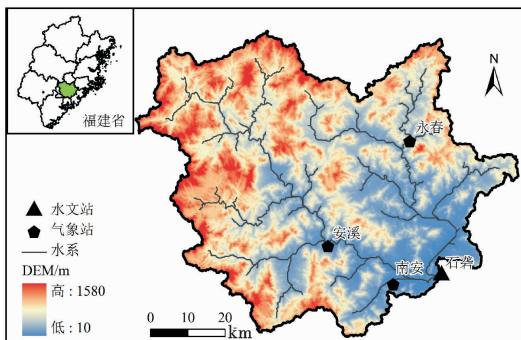 福建省
N
永春
安溪
南安
石砻
水文站
气象站
水系
DEM/m
高：1580
低：10
0 10 20
km